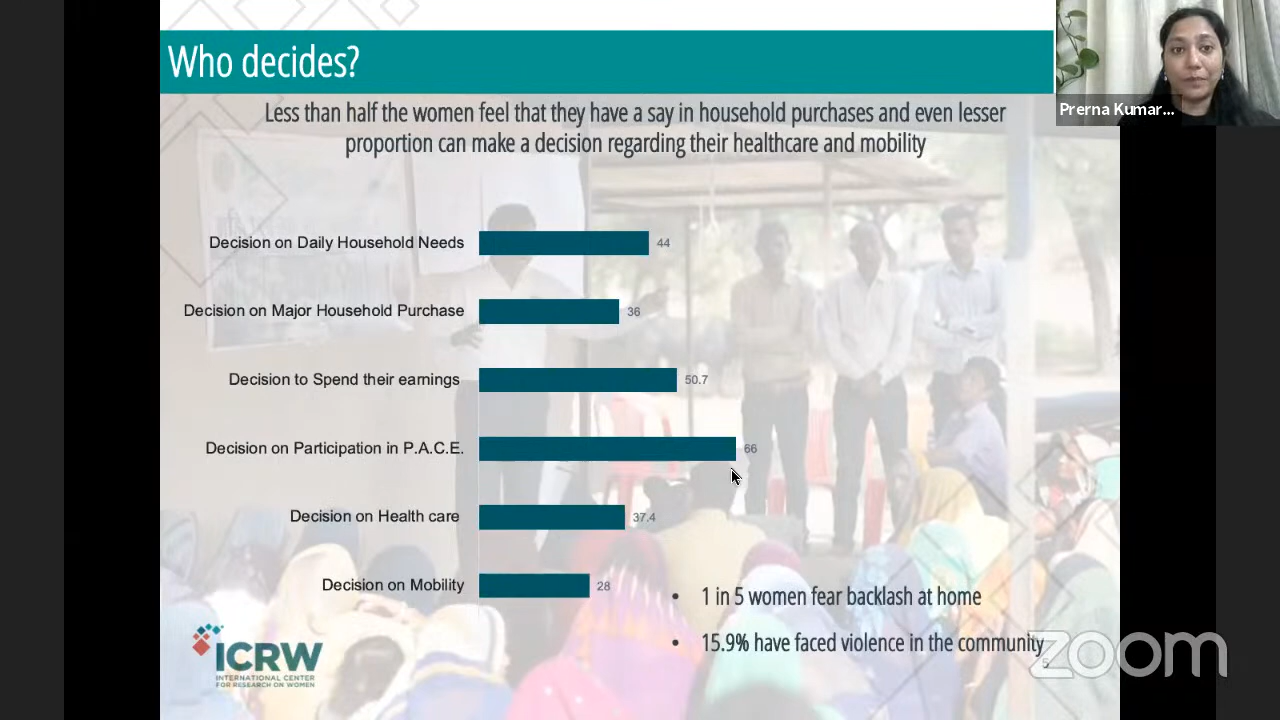 Who decides?
Prerna Kumar...
Less than half the women feel that they have a say in household purchases and even lesser
proportion can make a decision regarding their healthcare and mobility
Decision on Daily Household Needs 44
Decision on Major Household Purchase 36
Decision to Spend their earnings 50.7
Decision on Participation in P.A.C.E. 66
Decision on Health care 37.4
Decision on Mobility 28
• 1 in 5 women fear backlash at home
• 15.9% have faced violence in the community
5
ICRW
INTERNATIONAL CENTER
FOR RESEARCH ON WOMEN
zoom